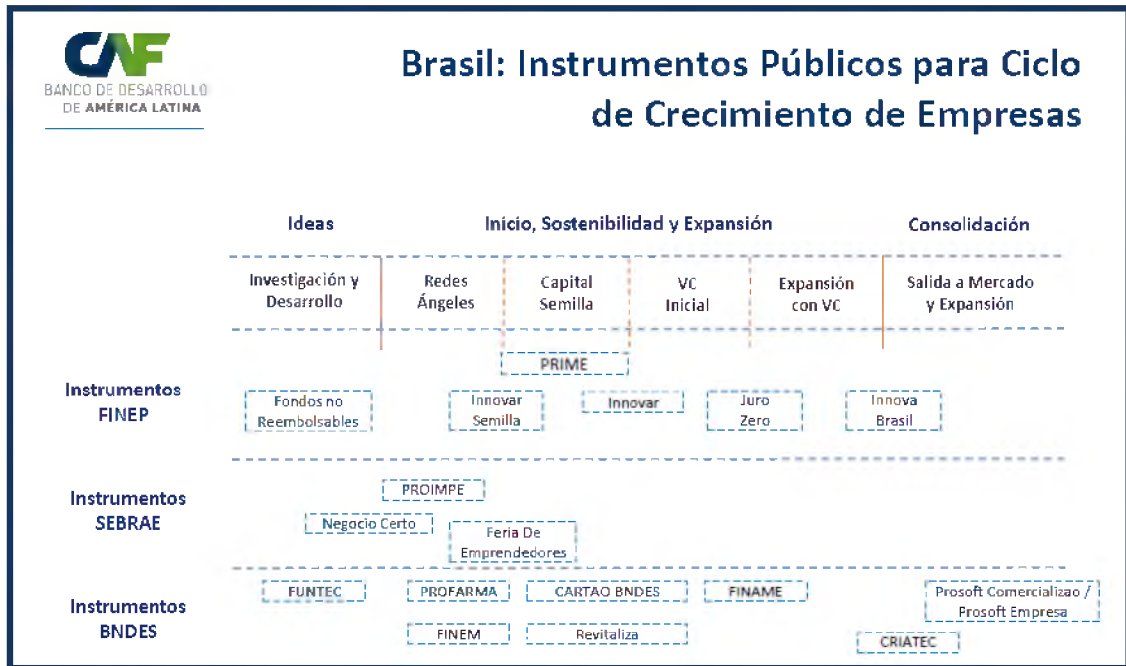 CAF
BANCO DE DESARROLLO
DE AMÉRICA LATINA
Brasil: Instrumentos Públicos para Ciclo
de Crecimiento de Empresas
Ideas
Inicio, Sostenibilidad y Expansión
Consolidación
Investigación y
Desarrollo
Redes
Ángeles
Capital
Semilla
VC
Inicial
Expansión
con VC
Salida a Mercado
y Expansión
Instrumentos
FINEP
PRIME
Fondos no
Reembolsables
Innovar
Semilla
Innovar
Juro
Zero
Innova
Brasil
Instrumentos
SEBRAE
PROIMPE
Negocio Certo
Feria De
Emprendedores
Instrumentos
BNDES
FUNTEC
PROFARMA
CARTAO BNDES
FINAME
Prosoft Comercializao /
Prosoft Empresa
FINEM
Revitaliza
CRIATEC